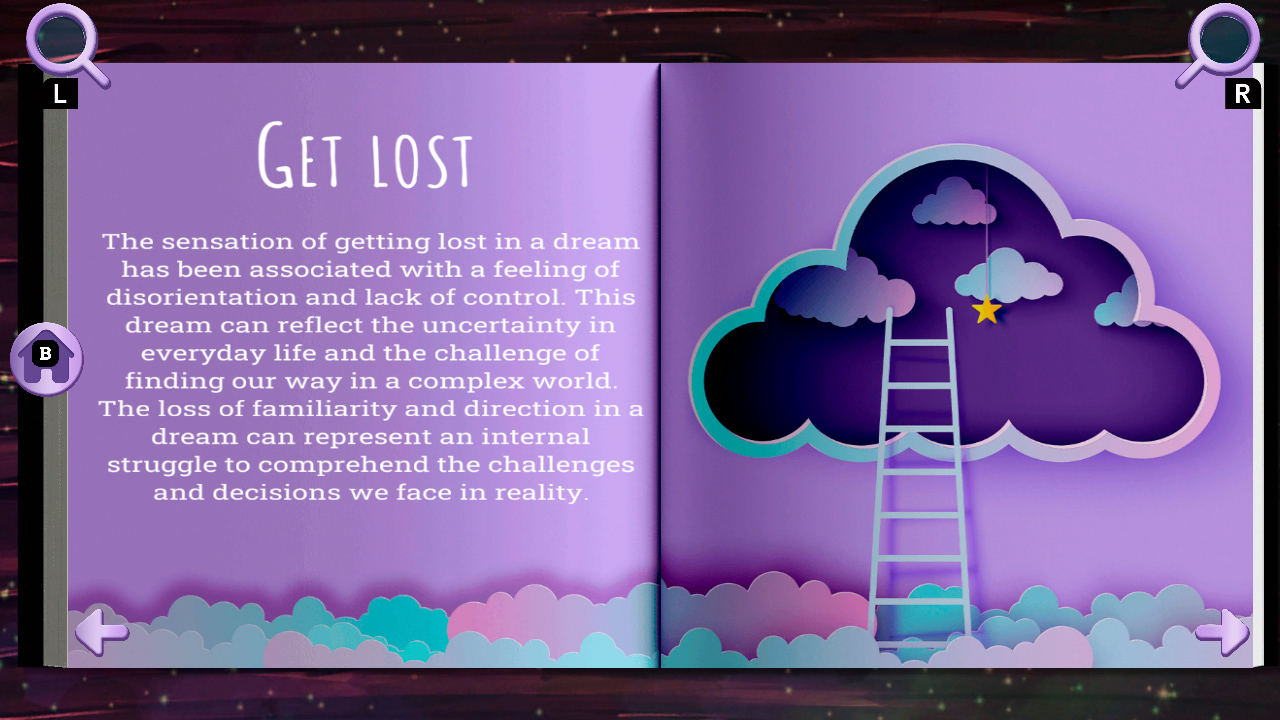 L
R
Get lost
The sensation of getting lost in a dream
has been associated with a feeling of
disorientation and lack of control. This
dream can reflect the uncertainty in
everyday life and the challenge of
finding our way in a complex world.
The loss of familiarity and direction in a
dream can represent an internal
struggle to comprehend the challenges
and decisions we face in reality.
B